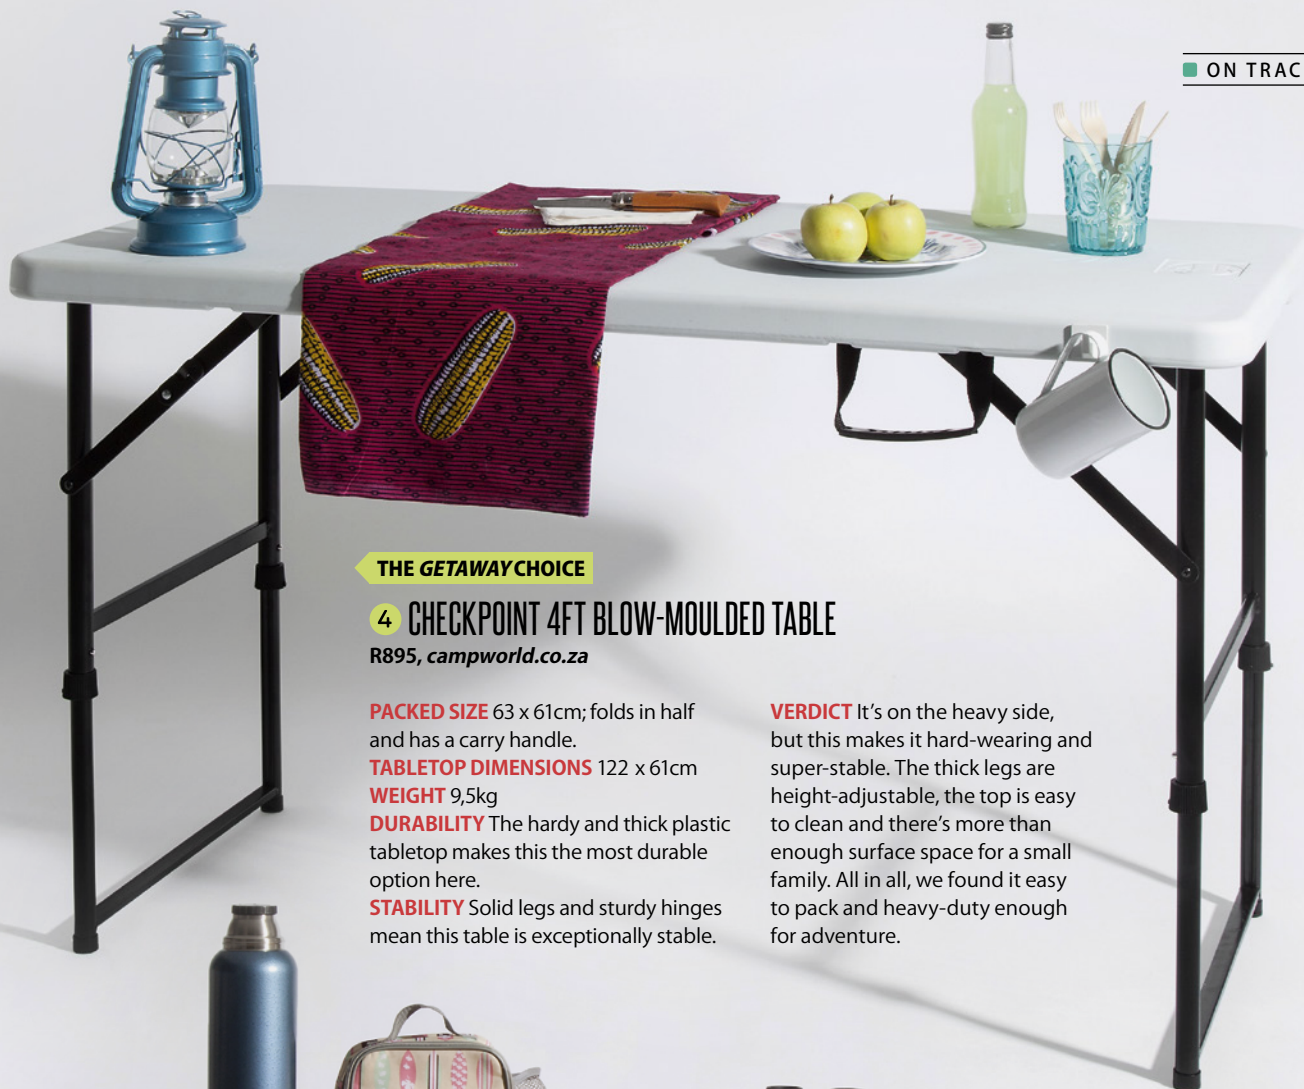 ON TRAC
THE GETAWAY CHOICE
4 CHECKPOINT 4FT BLOW-MOULDED TABLE
R895, campworld.co.za
PACKED SIZE 63 x 61cm; folds in half
and has a carry handle.
TABLETOP DIMENSIONS 122 x 61cm
WEIGHT 9,5kg
DURABILITY The hardy and thick plastic
tabletop makes this the most durable
option here.
STABILITY Solid legs and sturdy hinges
mean this table is exceptionally stable.
VERDICT It’s on the heavy side,
but this makes it hard-wearing and
super-stable. The thick legs are
height-adjustable, the top is easy
to clean and there’s more than
enough surface space for a small
family. All in all, we found it easy
to pack and heavy-duty enough
for adventure.